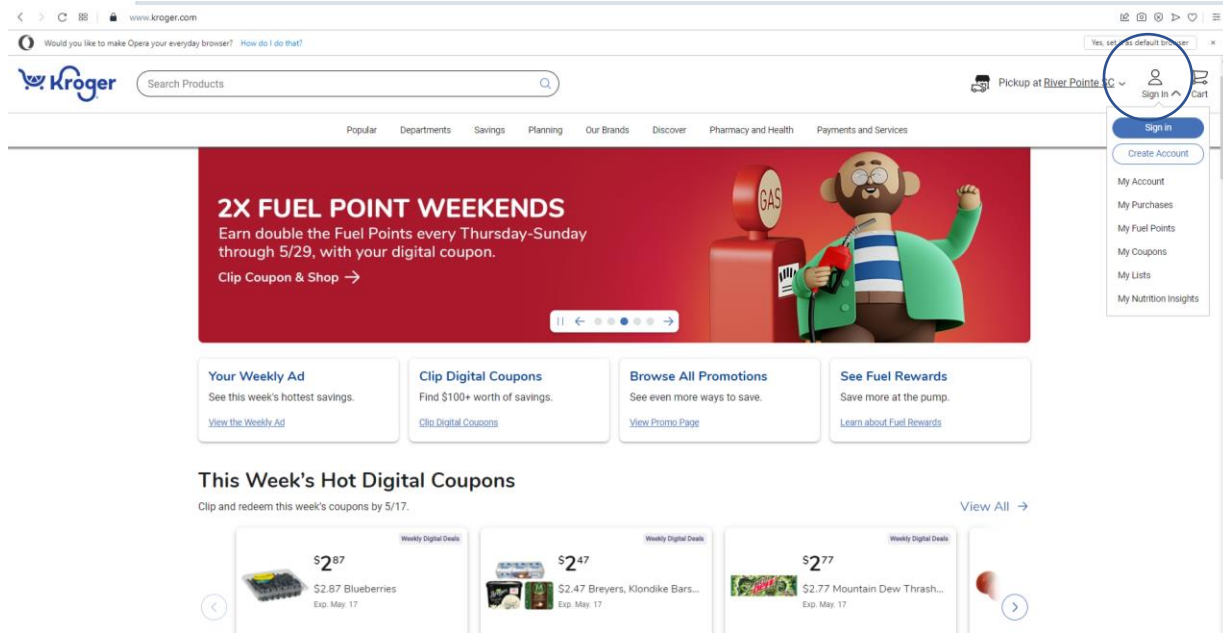 www.kroger.com
Would you like to make Opera your everyday browser? How do I do that?
Yes, set as default browser
Kroger
Search Products
Pickup at River Pointe SC
Sign In
Cart
Popular Departments Savings Planning Our Brands Discover Pharmacy and Health Payments and Services
Sign in
Create Account
My Account
My Purchases
My Fuel Points
My Coupons
My Lists
My Nutrition Insights
2X FUEL POINT WEEKENDS
Earn double the Fuel Points every Thursday-Sunday
through 5/29, with your digital coupon.
Clip Coupon & Shop →
GAS
Your Weekly Ad
See this week's hottest savings.
View the Weekly Ad
Clip Digital Coupons
Find $100+ worth of savings.
Clip Digital Coupons
Browse All Promotions
See even more ways to save.
View Promo Page
See Fuel Rewards
Save more at the pump.
Learn about Fuel Rewards
This Week's Hot Digital Coupons
Clip and redeem this week's coupons by 5/17.
View All →
Weekly Digital Deals
$2 87
$2.87 Blueberries
Exp. May. 17
Weekly Digital Deals
$2 47
$2.47 Breyers, Klondike Bars...
Exp. May. 17
Weekly Digital Deals
$2 77
$2.77 Mountain Dew Thrash...
Exp. May. 17